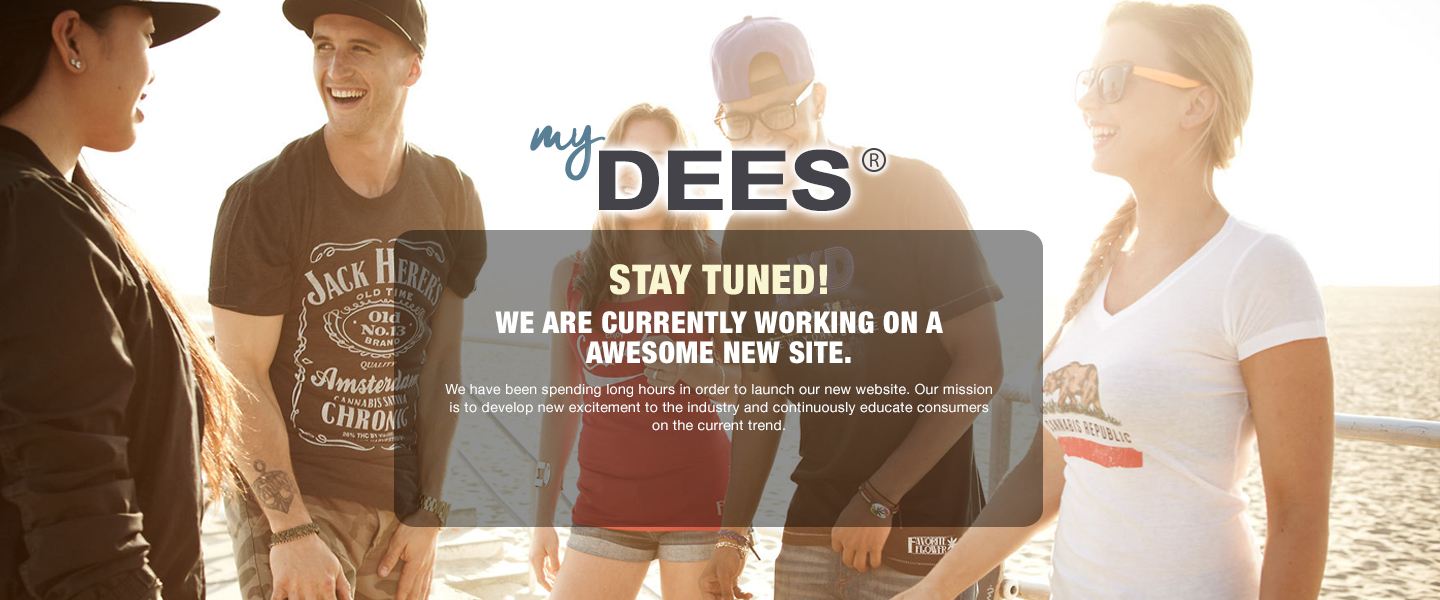 my
DEES®
STAY TUNED!
WE ARE CURRENTLY WORKING ON A
AWESOME NEW SITE.
We have been spending long hours in order to launch our new website. Our mission
is to develop new excitement to the industry and continuously educate consumers
on the current trend.
JACK HERER'S
OLD TIME
Old
No.13
BRAND
QUALITY
Amsterdam
CANNABIS SATIVA
CHRONIC
CANNABIS REPUBLIC
FAVORITE
FLOWER